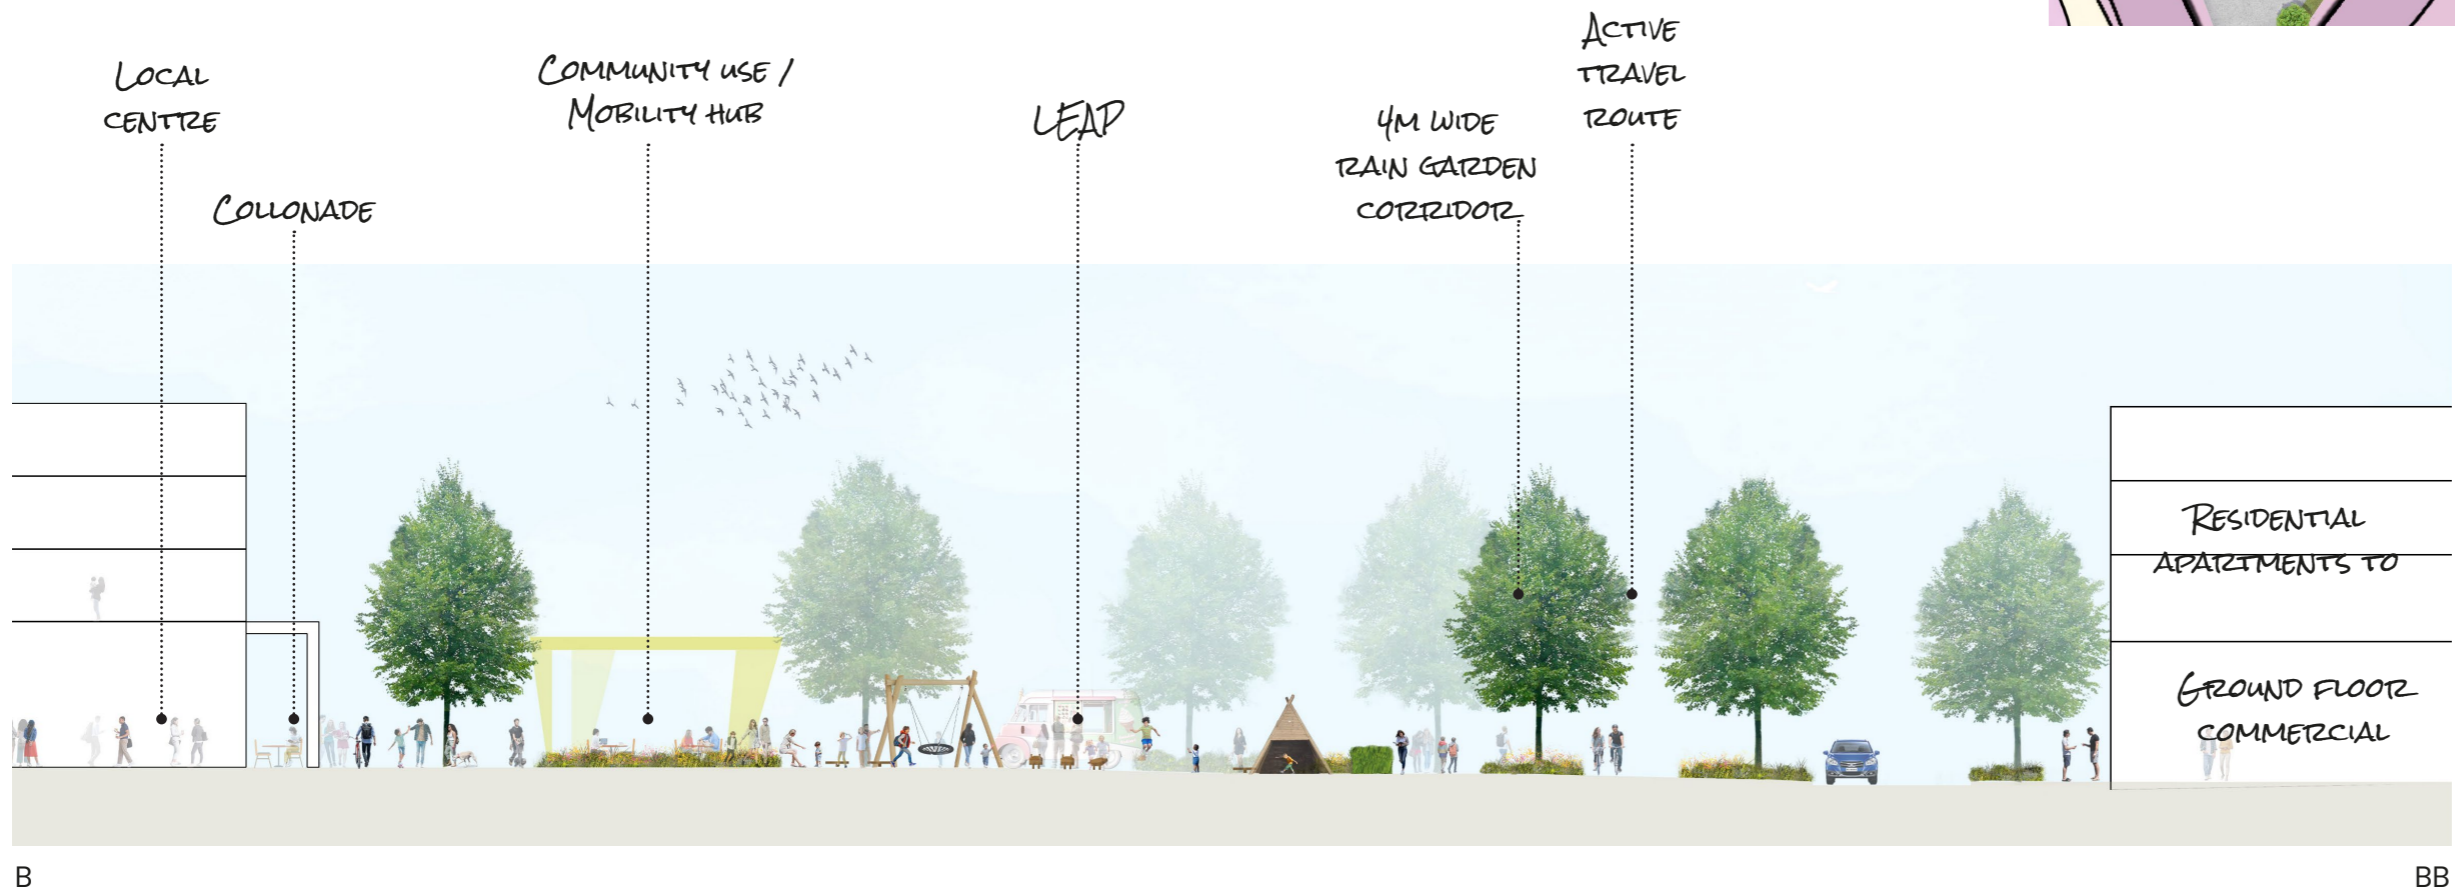 Local
centre
Collonade
Community use /
Mobility hub
LEAP
4m wide
rain garden
corridor
Active
travel
route
Residential
apartments to
Ground floor
commercial
B
BB